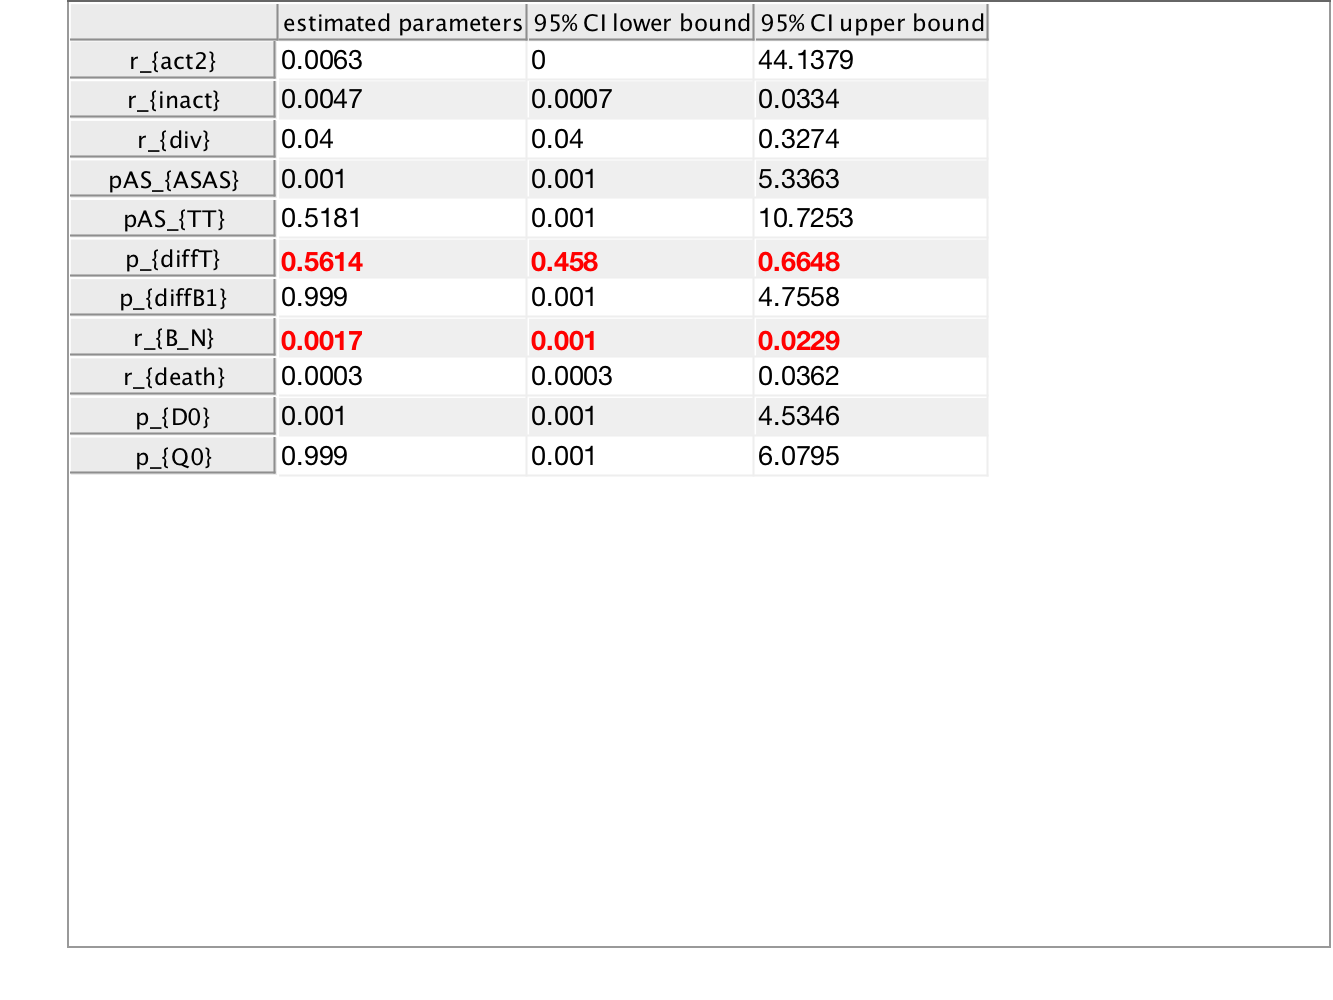 estimated parameters 95% CI lower bound 95% CI upper bound
r_{act2} 0.0063 0 44.1379
r_{inact} 0.0047 0.0007 0.0334
r_{div} 0.04 0.04 0.3274
pAS_{ASAS} 0.001 0.001 5.3363
pAS_{TT} 0.5181 0.001 10.7253
p_{diffT} 0.5614 0.458 0.6648
p_{diffB1} 0.999 0.001 4.7558
r_{B_N} 0.0017 0.001 0.0229
r_{death} 0.0003 0.0003 0.0362
p_{D0} 0.001 0.001 4.5346
p_{Q0} 0.999 0.001 6.0795